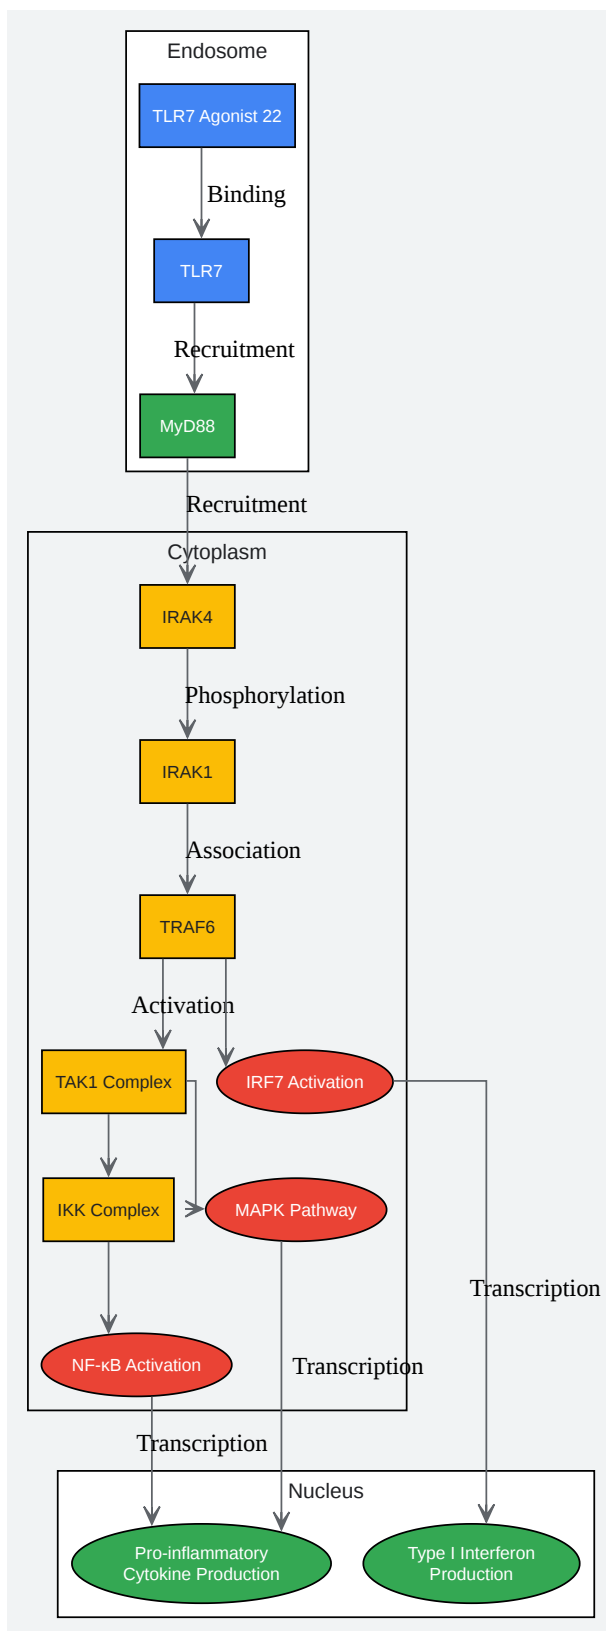 Endosome
TLR7 Agonist 22
Binding
TLR7
Recruitment
MyD88
Recruitment
Cytoplasm
IRAK4
Phosphorylation
IRAK1
Association
TRAF6
Activation
TAK1 Complex
IRF7 Activation
IKK Complex
MAPK Pathway
Transcription
NF-κB Activation
Transcription
Transcription
Nucleus
Pro-inflammatory
Cytokine Production
Type I Interferon
Production